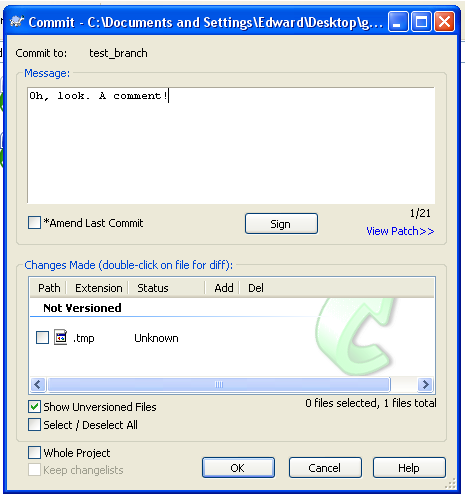 Commit - C:\Documents and Settings\Edward\Desktop\g...
Commit to: test_branch
Message:
Oh, look. A comment!
*Amend Last Commit
Sign
1/21
View Patch>>
Changes Made (double-click on file for diff):
Path Extension Status Add Del
Not Versioned
.tmp Unknown
Show Unversioned Files
0 files selected, 1 files total
Select / Deselect All
Whole Project
Keep changelists
OK Cancel Help